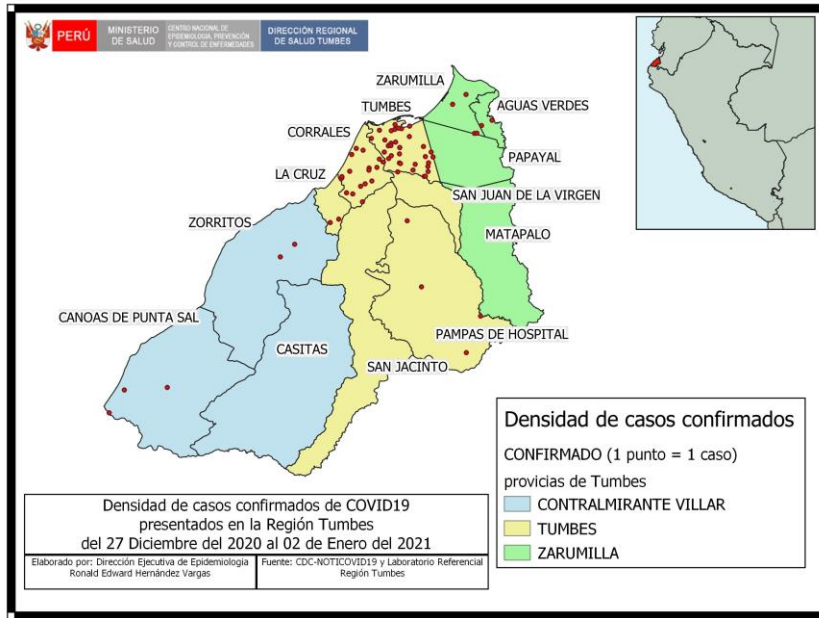 PERÚ
MINISTERIO
DE SALUD
CENTRO NACIONAL DE
EPIDEMIOLOGÍA, PREVENCIÓN
Y CONTROL DE ENFERMEDADES
DIRECCIÓN REGIONAL
DE SALUD TUMBES
ZARUMILLA
TUMBES
AGUAS VERDES
CORRALES
PAPAYAL
LA CRUZ
SAN JUAN DE LA VIRGEN
ZORRITOS
MATAPALO
CANOAS DE PUNTA SAL
PAMPAS DE HOSPITAL
CASITAS
SAN JACINTO
Densidad de casos confirmados
CONFIRMADO (1 punto = 1 caso)
provicias de Tumbes
CONTRALMIRANTE VILLAR
TUMBES
ZARUMILLA
Densidad de casos confirmados de COVID19
presentados en la Región Tumbes
del 27 Diciembre del 2020 al 02 de Enero del 2021
Elaborado por: Dirección Ejecutiva de Epidemiologia
Ronald Edward Hernández Vargas
Fuente: CDC-NOTICOVID19 y Laboratorio Referencial
Región Tumbes